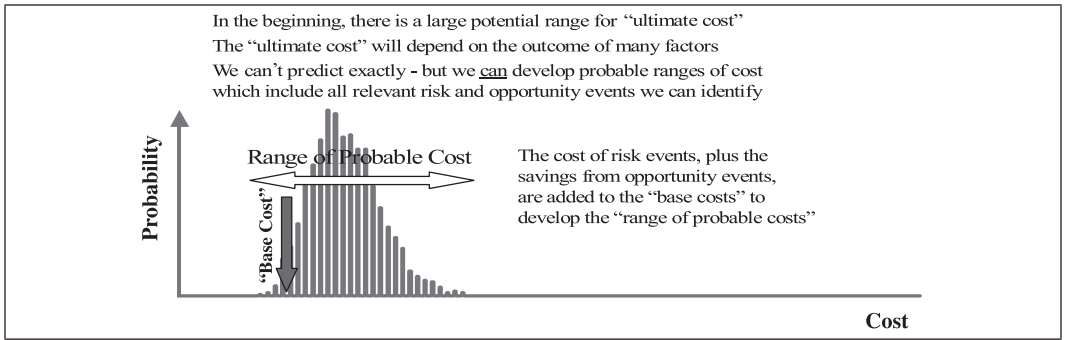 In the beginning, there is a large potential range for “ultimate cost”
The “ultimate cost” will depend on the outcome of many factors
We can’t predict exactly - but we can develop probable ranges of cost
which include all relevant risk and opportunity events we can identify
Probability
Range of Probable Cost
“Base Cost”
The cost of risk events, plus the
savings from opportunity events,
are added to the “base costs” to
develop the “range of probable costs”
Cost